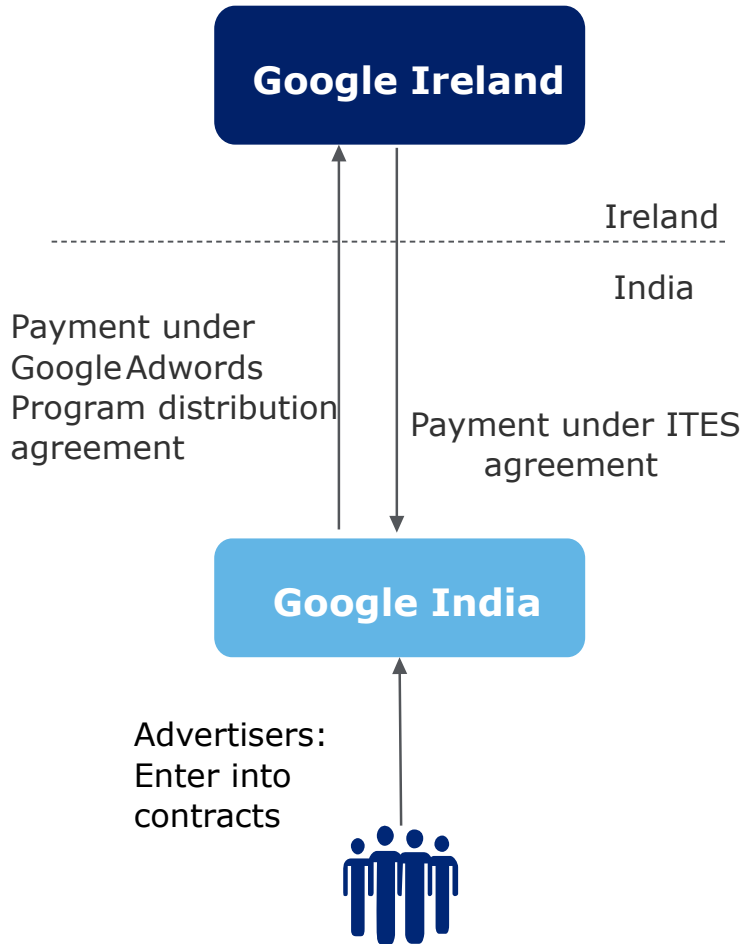 Google Ireland
Ireland
India
Payment under
Google Adwords
Program distribution
agreement
Payment under ITES
agreement
Google India
Advertisers:
Enter into
contracts